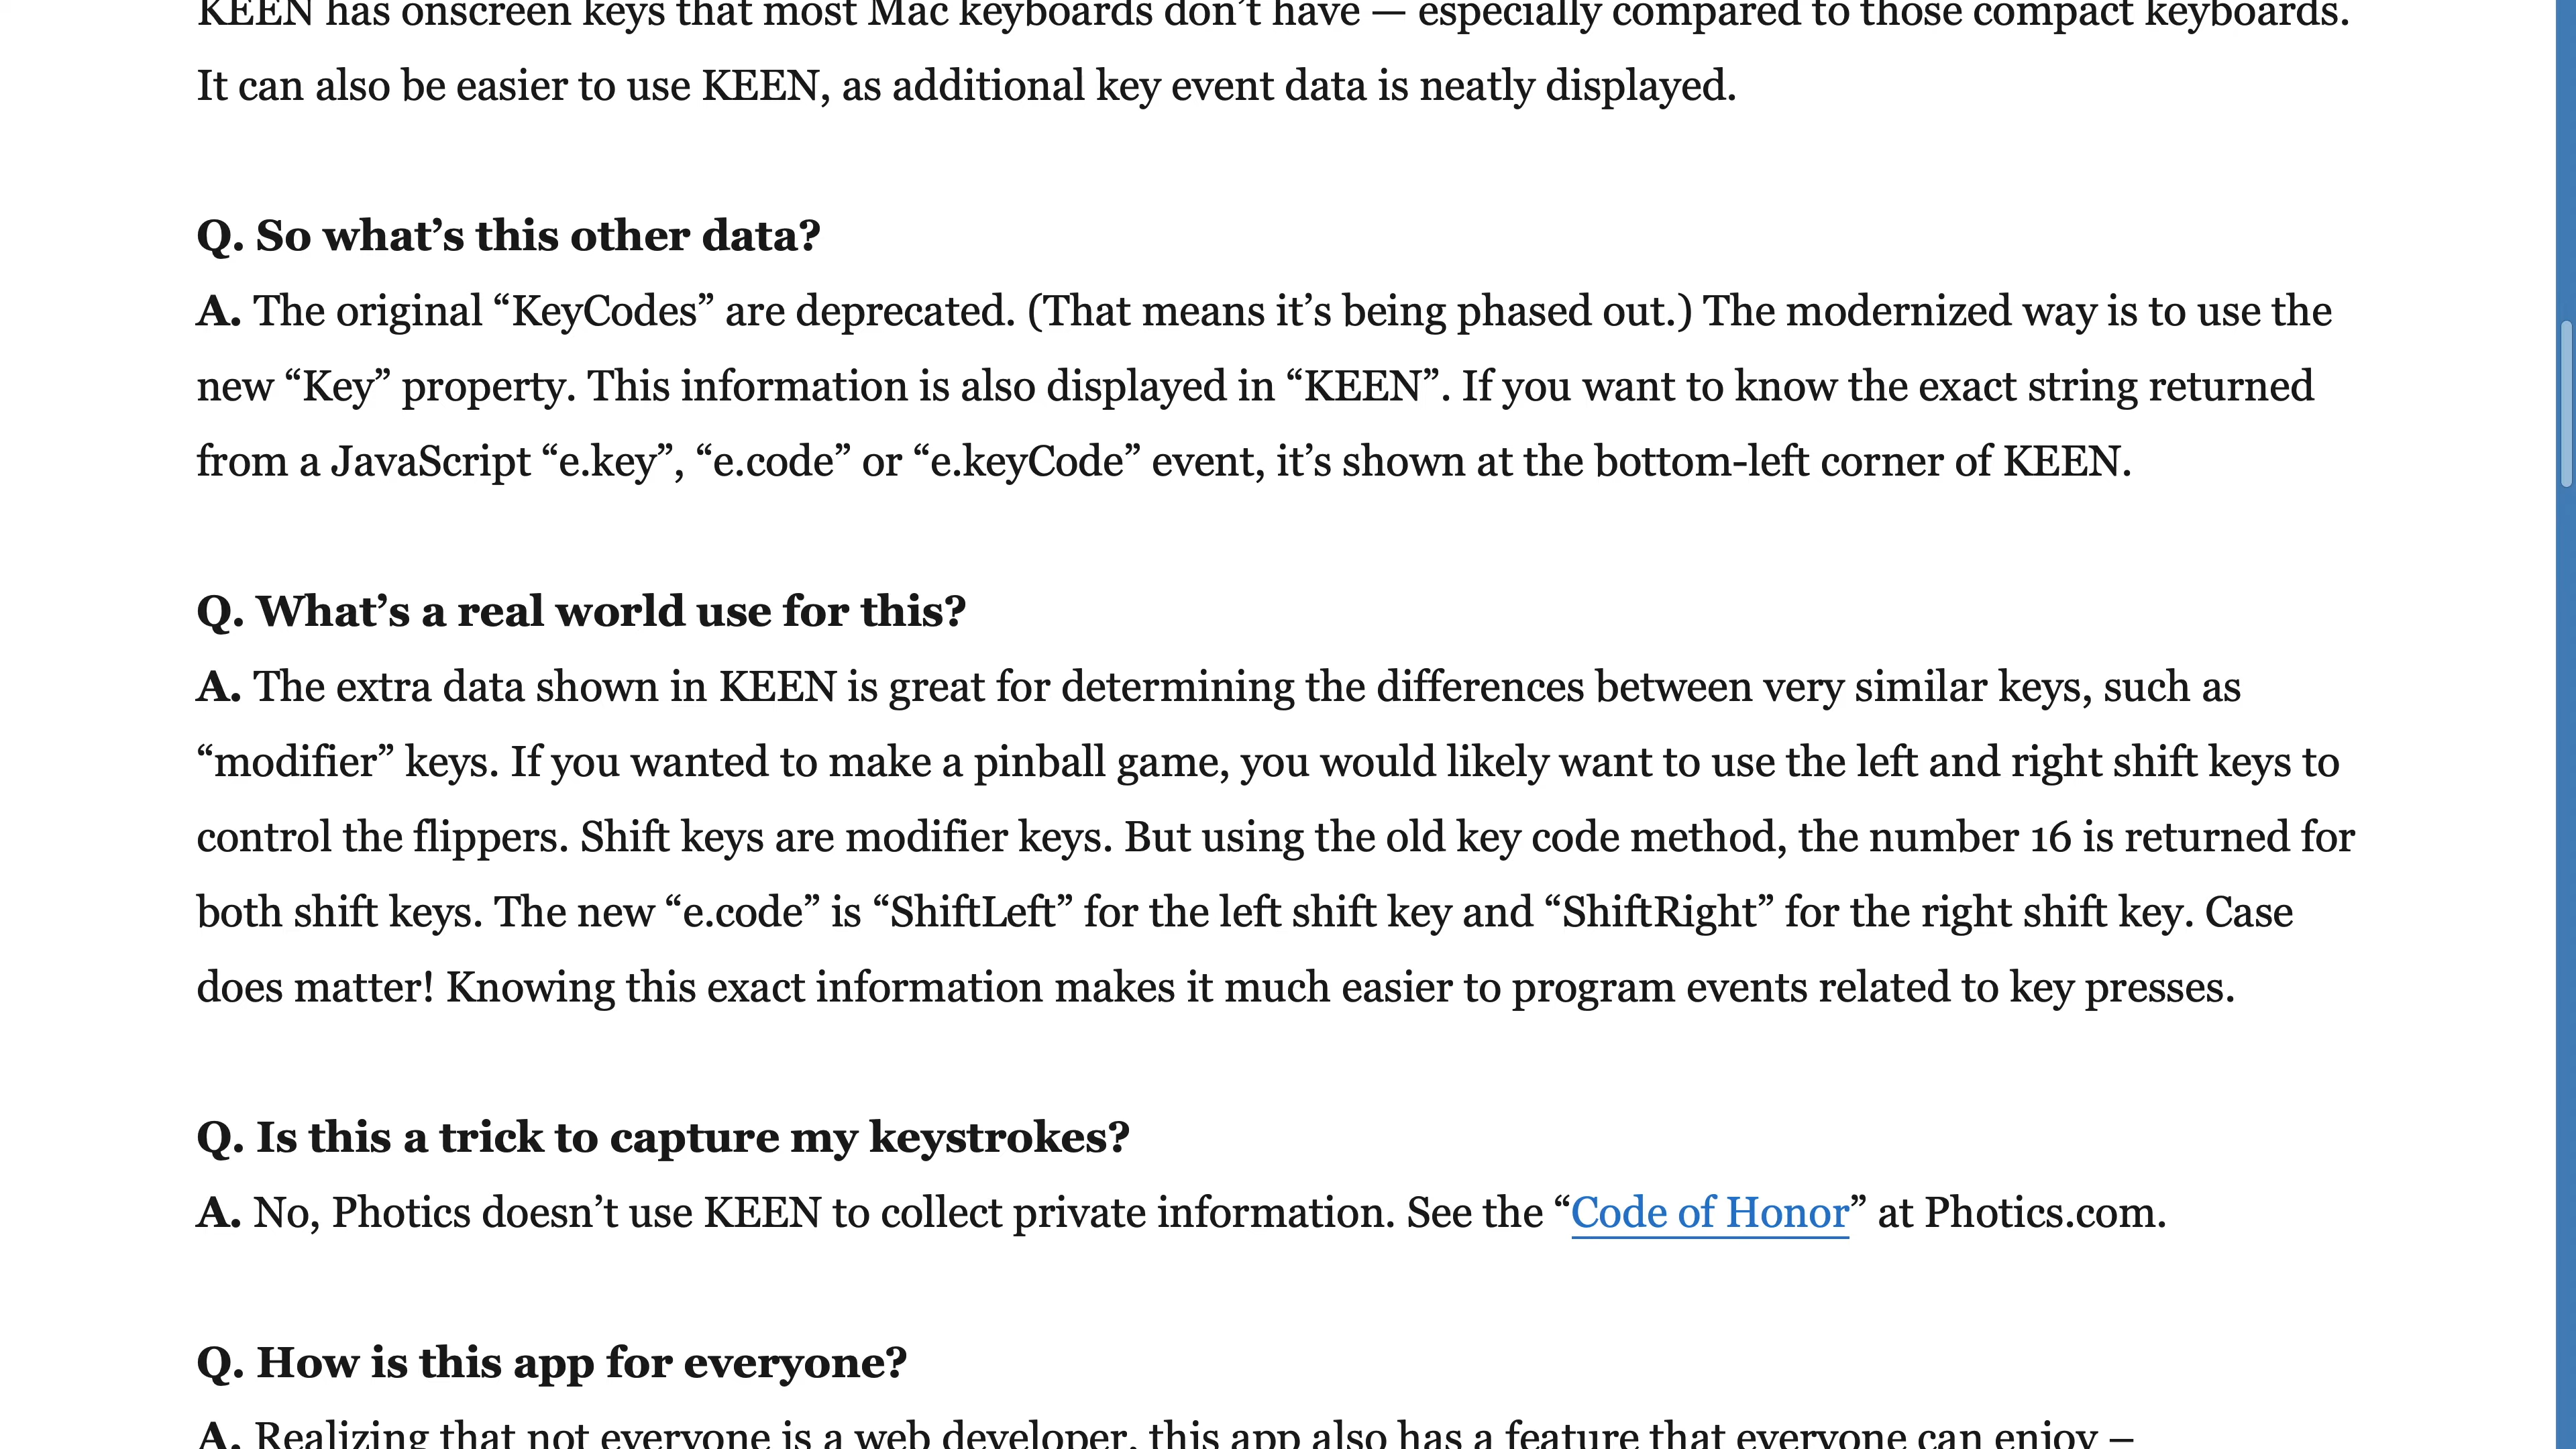 KEEN has onscreen keys that most Mac keyboards don’t have — especially compared to those compact keyboards.
It can also be easier to use KEEN, as additional key event data is neatly displayed.
Q. So what’s this other data?
A. The original “KeyCodes” are deprecated. (That means it’s being phased out.) The modernized way is to use the
new “Key” property. This information is also displayed in “KEEN”. If you want to know the exact string returned
from a JavaScript “e.key”, “e.code” or “e.keyCode” event, it’s shown at the bottom-left corner of KEEN.
Q. What’s a real world use for this?
A. The extra data shown in KEEN is great for determining the differences between very similar keys, such as
“modifier” keys. If you wanted to make a pinball game, you would likely want to use the left and right shift keys to
control the flippers. Shift keys are modifier keys. But using the old key code method, the number 16 is returned for
both shift keys. The new “e.code” is “ShiftLeft” for the left shift key and “ShiftRight” for the right shift key. Case
does matter! Knowing this exact information makes it much easier to program events related to key presses.
Q. Is this a trick to capture my keystrokes?
A. No, Photics doesn’t use KEEN to collect private information. See the “Code of Honor” at Photics.com.
Q. How is this app for everyone?
A. Realizing that not everyone is a web developer, this app also has a feature that everyone can enjoy –